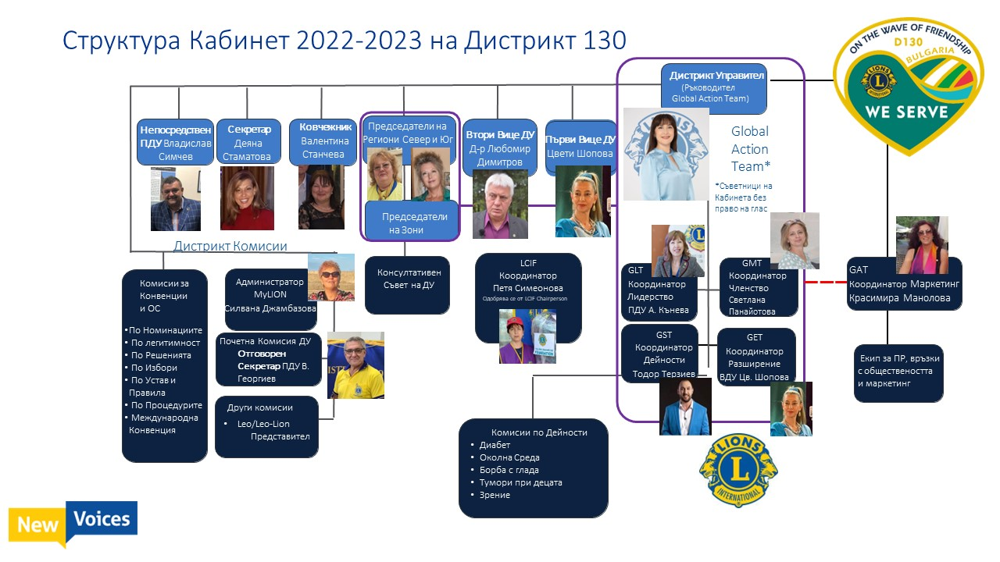 Структура Кабинет 2022-2023 на Дистрикт 130
ON THE WAVE OF FRIENDSHIP
D130
BULGARIA
LIONS
L
INTERNATIONAL
WE SERVE
Дистрикт Управител
(Ръководител
Global Action Team)
Непосредствен
ПДУ Владислав
Симчев
Секретар
Деяна
Стаматова
Ковчежник
Валентина
Станчева
Председатели на
Региони Север и Юг
Председатели
на Зони
Втори Вице ДУ
Д-р Любомир
Димитров
Първи Вице ДУ
Цвети Шопова
Global
Action
Team*
*Съветници на
Кабинета без
право на глас
Дистрикт Комисии
Комисии за
Конвенции
и ОС
•По Номинациите
• По легитимност
• По Решенията
• По Избори
• По Устав и
Правила
• По Процедурите
• Международна
Конвенция
Администратор
MyLION
Силвана Джамбазова
Почетна Комисия ДУ
Отговорен
Секретар ПДУ В.
Георгиев
Други комисии
• Leo/Leo-Lion
Представител
Консултативен
Съвет на ДУ
LCIF
Координатор
Петя Симеонова
Одобрява се от LCIF Chairperson
GLT
Координатор
Лидерство
ПДУ А. Кънева
GMT
Координатор
Членство
Светлана
Панайотова
GST
Координатор
Дейности
Тодор Терзиев
GET
Координатор
Разширение
ВДУ Цв. Шопова
GAT
Координатор Маркетинг
Красимира Манолова
Екип за ПР, връзки
с обществеността
и маркетинг
Комисии по Дейности
• Диабет
• Околна Среда
• Борба с глада
• Тумори при децата
• Зрение
LIONS
L
INTERNATIONAL
New
Voices